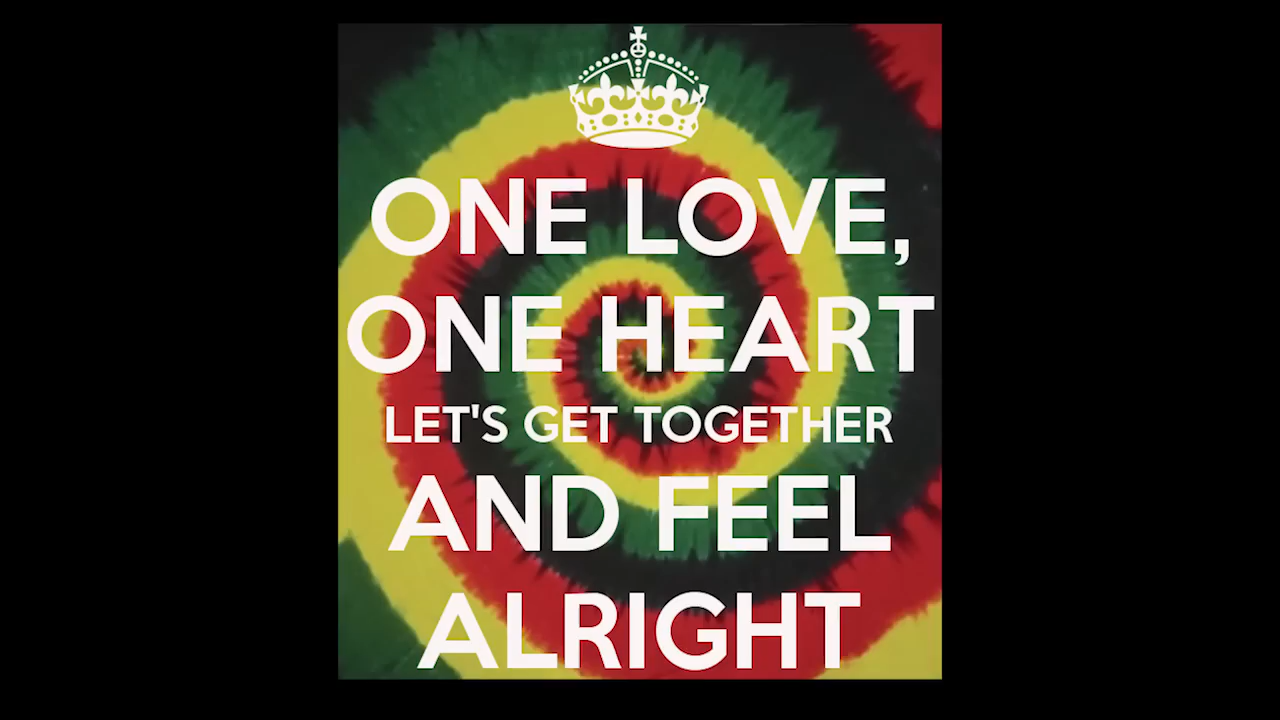 ONE LOVE,
ONE HEART
LET'S GET TOGETHER
AND FEEL
ALRIGHT